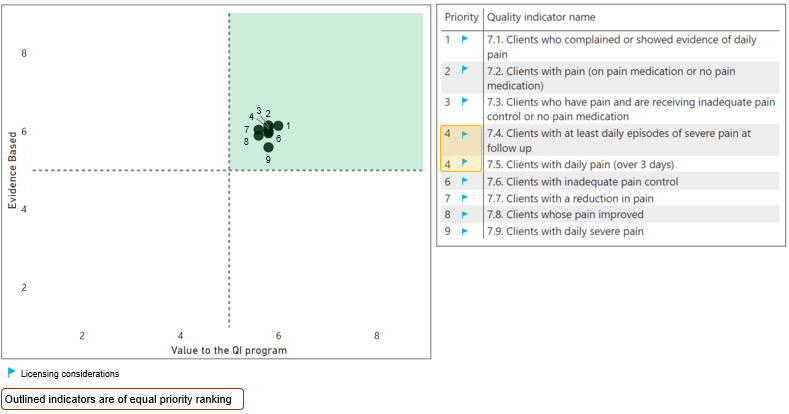 8
6
4
2
Evidence Based
4
3
2
1
7
6
8
9
2
4
6
8
Value to the QI program
Licensing considerations
Outlined indicators are of equal priority ranking
Priority Quality indicator name
1 7.1. Clients who complained or showed evidence of daily
pain
2 7.2. Clients with pain (on pain medication or no pain
medication)
3 7.3. Clients who have pain and are receiving inadequate pain
control or no pain medication
4 7.4. Clients with at least daily episodes of severe pain at
follow up
4 7.5. Clients with daily pain (over 3 days)
6 7.6. Clients with inadequate pain control
7 7.7. Clients with a reduction in pain
8 7.8. Clients whose pain improved
9 7.9. Clients with daily severe pain